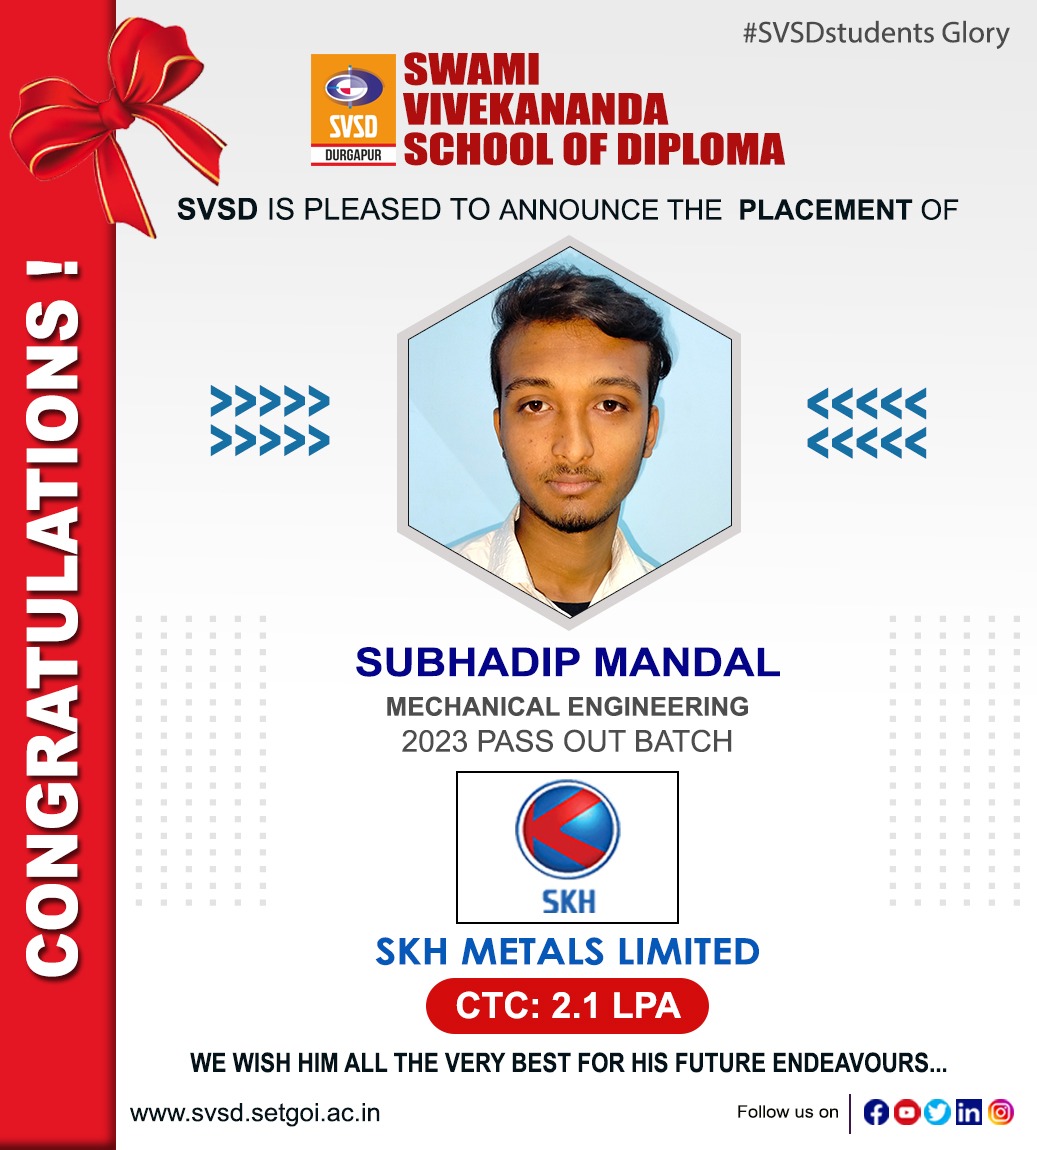 #SVSDstudents Glory
SWAMI
VIVEKANANDA
SCHOOL OF DIPLOMA
SVSD
DURGAPUR
SVSD IS PLEASED TO ANNOUNCE THE PLACEMENT OF
CONGRATULATIONS !
SUBHADIP MANDAL
MECHANICAL ENGINEERING
2023 PASS OUT BATCH
SKH
SKH METALS LIMITED
CTC: 2.1 LPA
WE WISH HIM ALL THE VERY BEST FOR HIS FUTURE ENDEAVOURS...
www.svsd.setgoi.ac.in
Follow us on